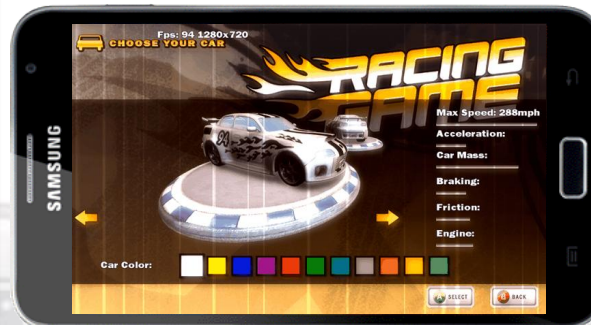 Fps: 94 1280x720
CHOOSE YOUR CAR
RACING
GAME
Max Speed: 288mph
Acceleration:
Car Mass:
Braking:
Friction:
Engine:
Car Color:
A SELECT
B BACK
SAMSUNG
94